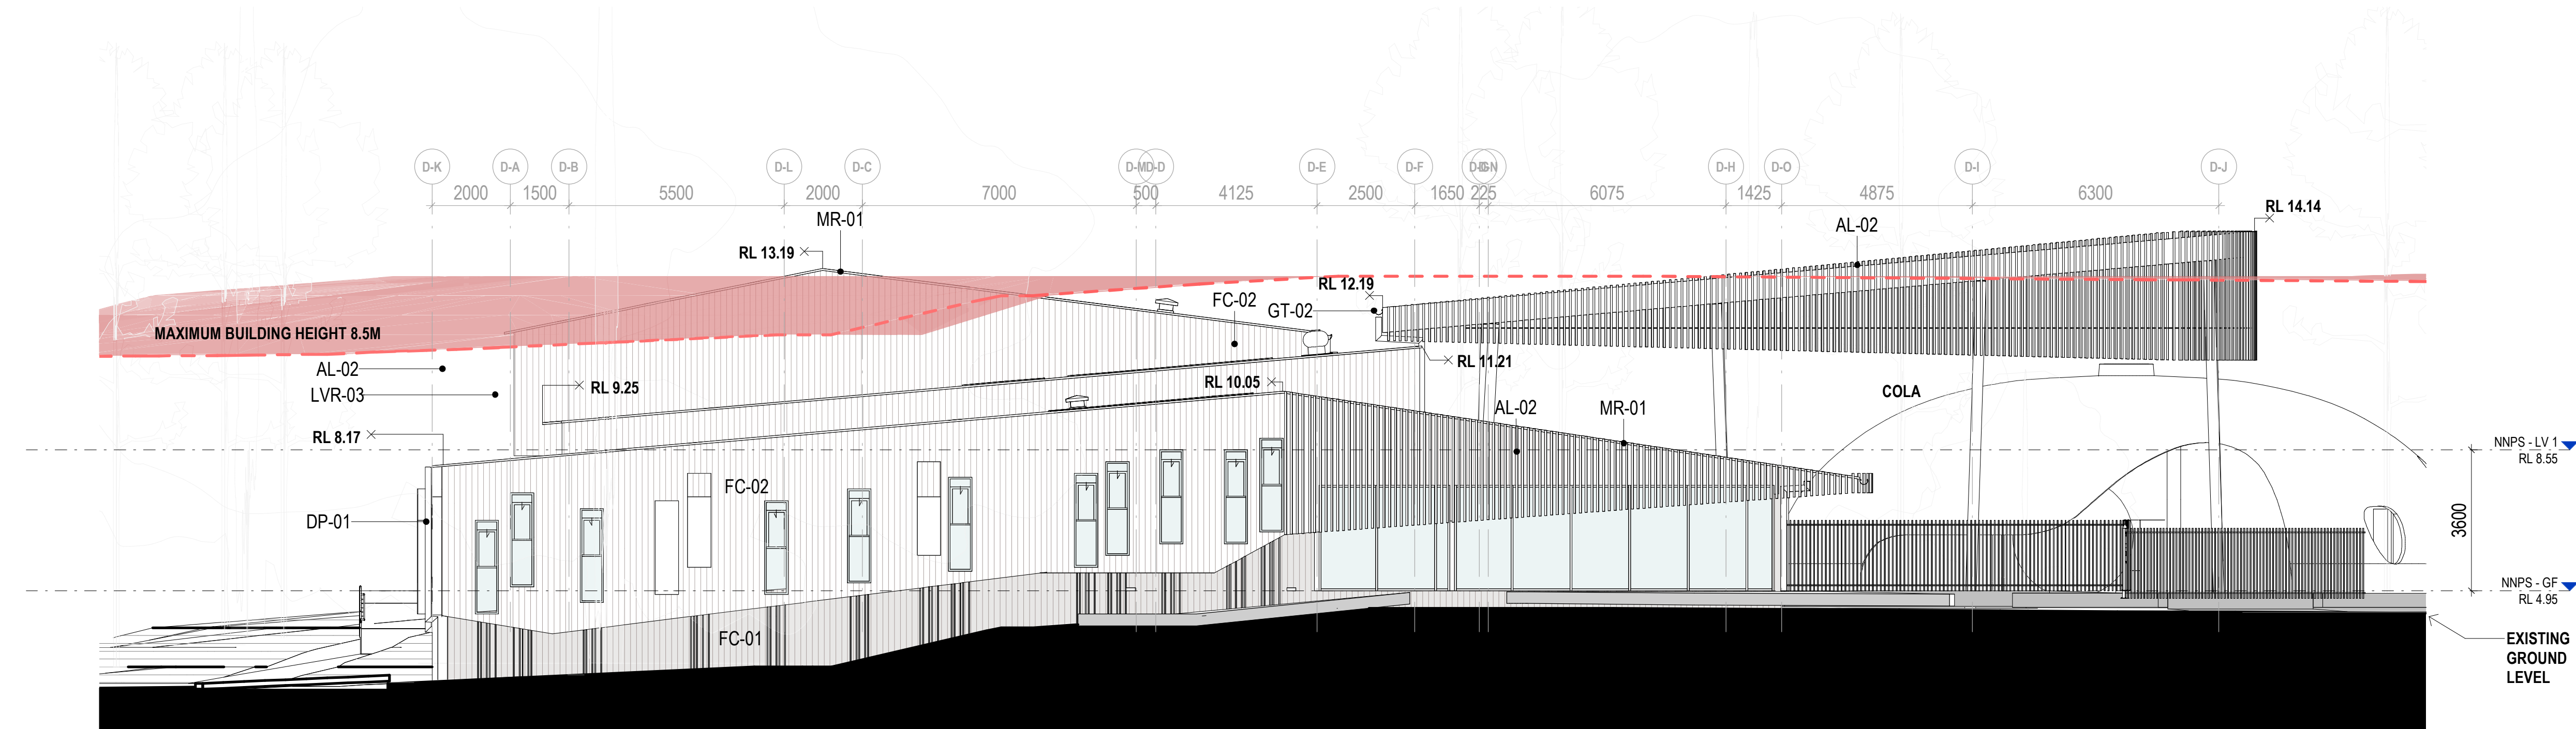 D-K D-A D-B D-L D-C D-M D-D D-E D-F D-G D-N D-H D-O D-I D-J
2000 1500 5500 2000 7000 500 4125 2500 1650 225 6075 1425 4875 6300
MR-01
RL 14.14
AL-02
RL 13.19
RL 12.19
FC-02
GT-02
MAXIMUM BUILDING HEIGHT 8.5M
AL-02
RL 11.21
RL 9.25
RL 10.05
LVR-03
COLA
AL-02
MR-01
RL 8.17
NNPS - LV 1
RL 8.55
FC-02
DP-01
3600
NNPS - GF
RL 4.95
FC-01
EXISTING
GROUND
LEVEL